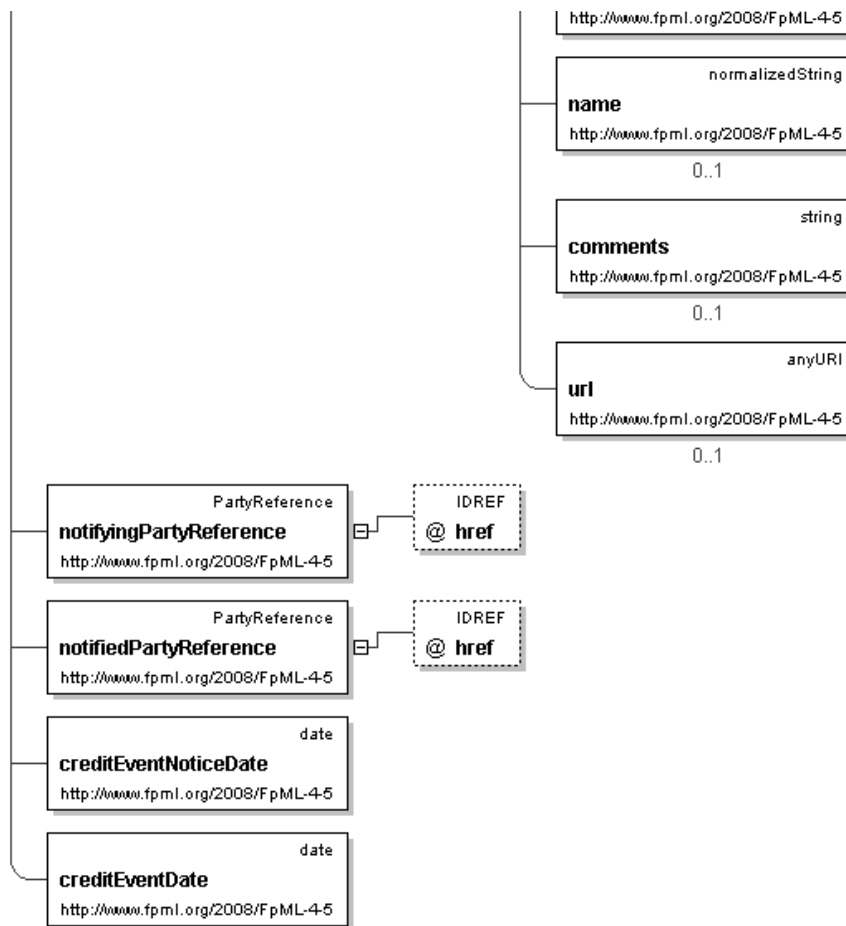 http://www.fpml.org/2008/FpML-4-5
normalizedString
name
http://www.fpml.org/2008/FpML-4-5
0..1
string
comments
http://www.fpml.org/2008/FpML-4-5
0..1
anyURI
url
http://www.fpml.org/2008/FpML-4-5
0..1
PartyReference
notifyingPartyReference
http://www.fpml.org/2008/FpML-4-5
IDREF
@ href
PartyReference
notifiedPartyReference
http://www.fpml.org/2008/FpML-4-5
IDREF
@ href
date
creditEventNoticeDate
http://www.fpml.org/2008/FpML-4-5
date
creditEventDate
http://www.fpml.org/2008/FpML-4-5